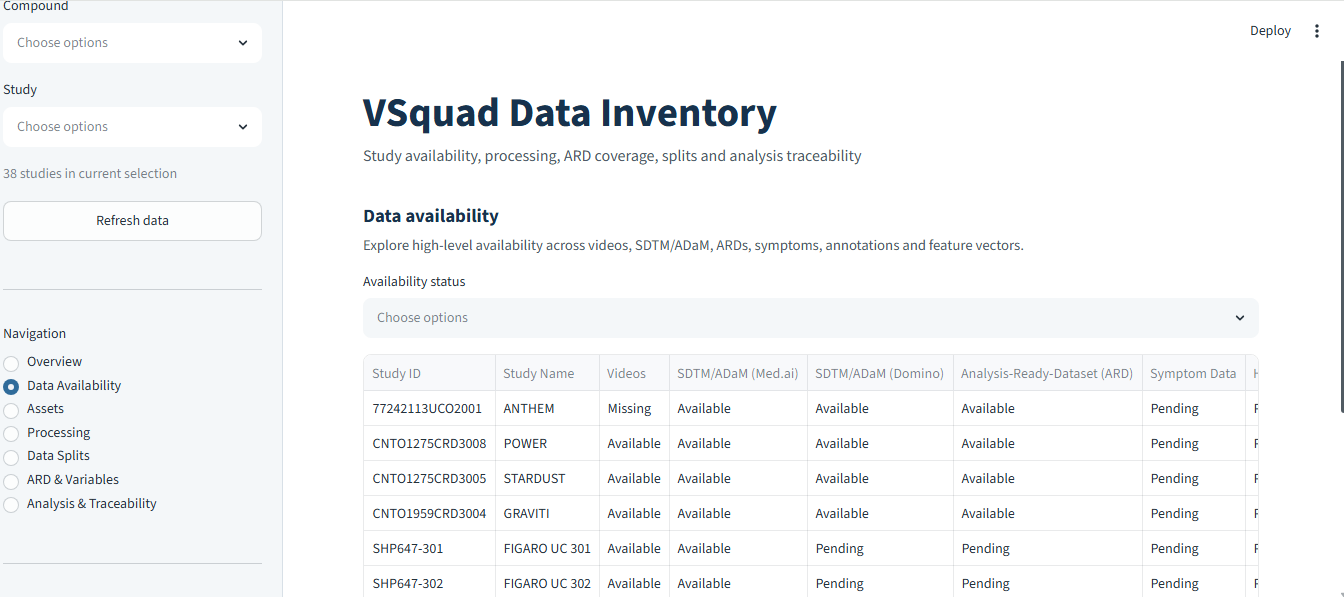 Compound
Choose options
Study
Choose options
38 studies in current selection
Refresh data
Navigation
Overview
Data Availability
Assets
Processing
Data Splits
ARD & Variables
Analysis & Traceability
Deploy
VSquad Data Inventory
Study availability, processing, ARD coverage, splits and analysis traceability
Data availability
Explore high-level availability across videos, SDTM/ADaM, ARDs, symptoms, annotations and feature vectors.
Availability status
Choose options
Study ID Study Name Videos SDTM/ADaM (Med.ai) SDTM/ADaM (Domino) Analysis-Ready-Dataset (ARD) Symptom Data
77242113UCO2001 ANTHEM Missing Available Available Available Pending
CNTO1275CRD3008 POWER Available Available Available Available Pending
CNTO1275CRD3005 STARDUST Available Available Available Available Pending
CNTO1959CRD3004 GRAVITI Available Available Available Available Pending
SHP647-301 FIGARO UC 301 Available Available Pending Pending Pending
SHP647-302 FIGARO UC 302 Available Available Pending Pending Pending